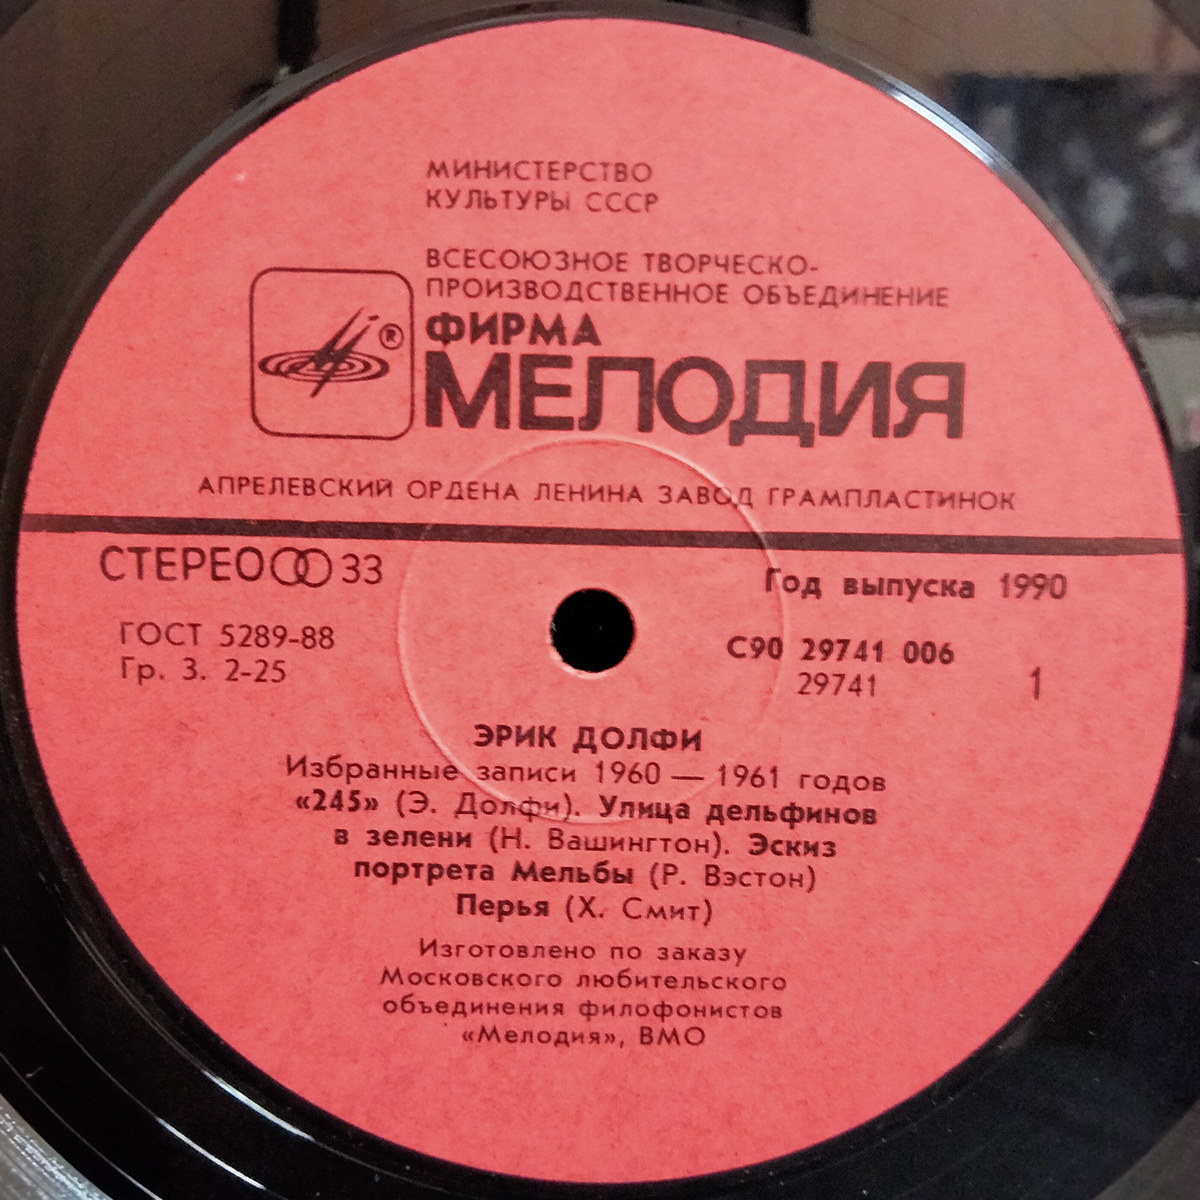 МИНИСТЕРСТВО
КУЛЬТУРЫ СССР
ВСЕСОЮЗНОЕ ТВОРЧЕСКО-
ПРОИЗВОДСТВЕННОЕ ОБЪЕДИНЕНИЕ
ФИРМА
®
МЕЛОДИЯ
АПРЕЛЕВСКИЙ ОРДЕНА ЛЕНИНА ЗАВОД ГРАМПЛАСТИНОК
СТЕРЕО 33
Год выпуска 1990
ГОСТ 5289-88
Гр. 3. 2-25
С90 29741 006
29741
1
ЭРИК ДОЛФИ
Избранные записи 1960 — 1961 годов
«245» (Э. Долфи). Улица дельфинов
в зелени (Н. Вашингтон). Эскиз
портрета Мельбы (Р. Вэстон)
Перья (Х. Смит)
Изготовлено по заказу
Московского любительского
объединения филофонистов
«Мелодия», ВМО